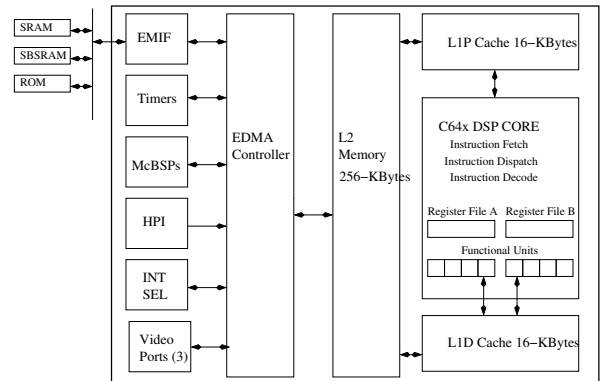 SRAM
SBSRAM
ROM
EMIF
Timers
McBSPs
HPI
INT
SEL
Video
Ports (3)
EDMA
Controller
L2
Memory
256-KBytes
L1P Cache 16-KBytes
C64x DSP CORE
Instruction Fetch
Instruction Dispatch
Instruction Decode
Register File A
Register File B
Functional Units
L1D Cache 16-KBytes